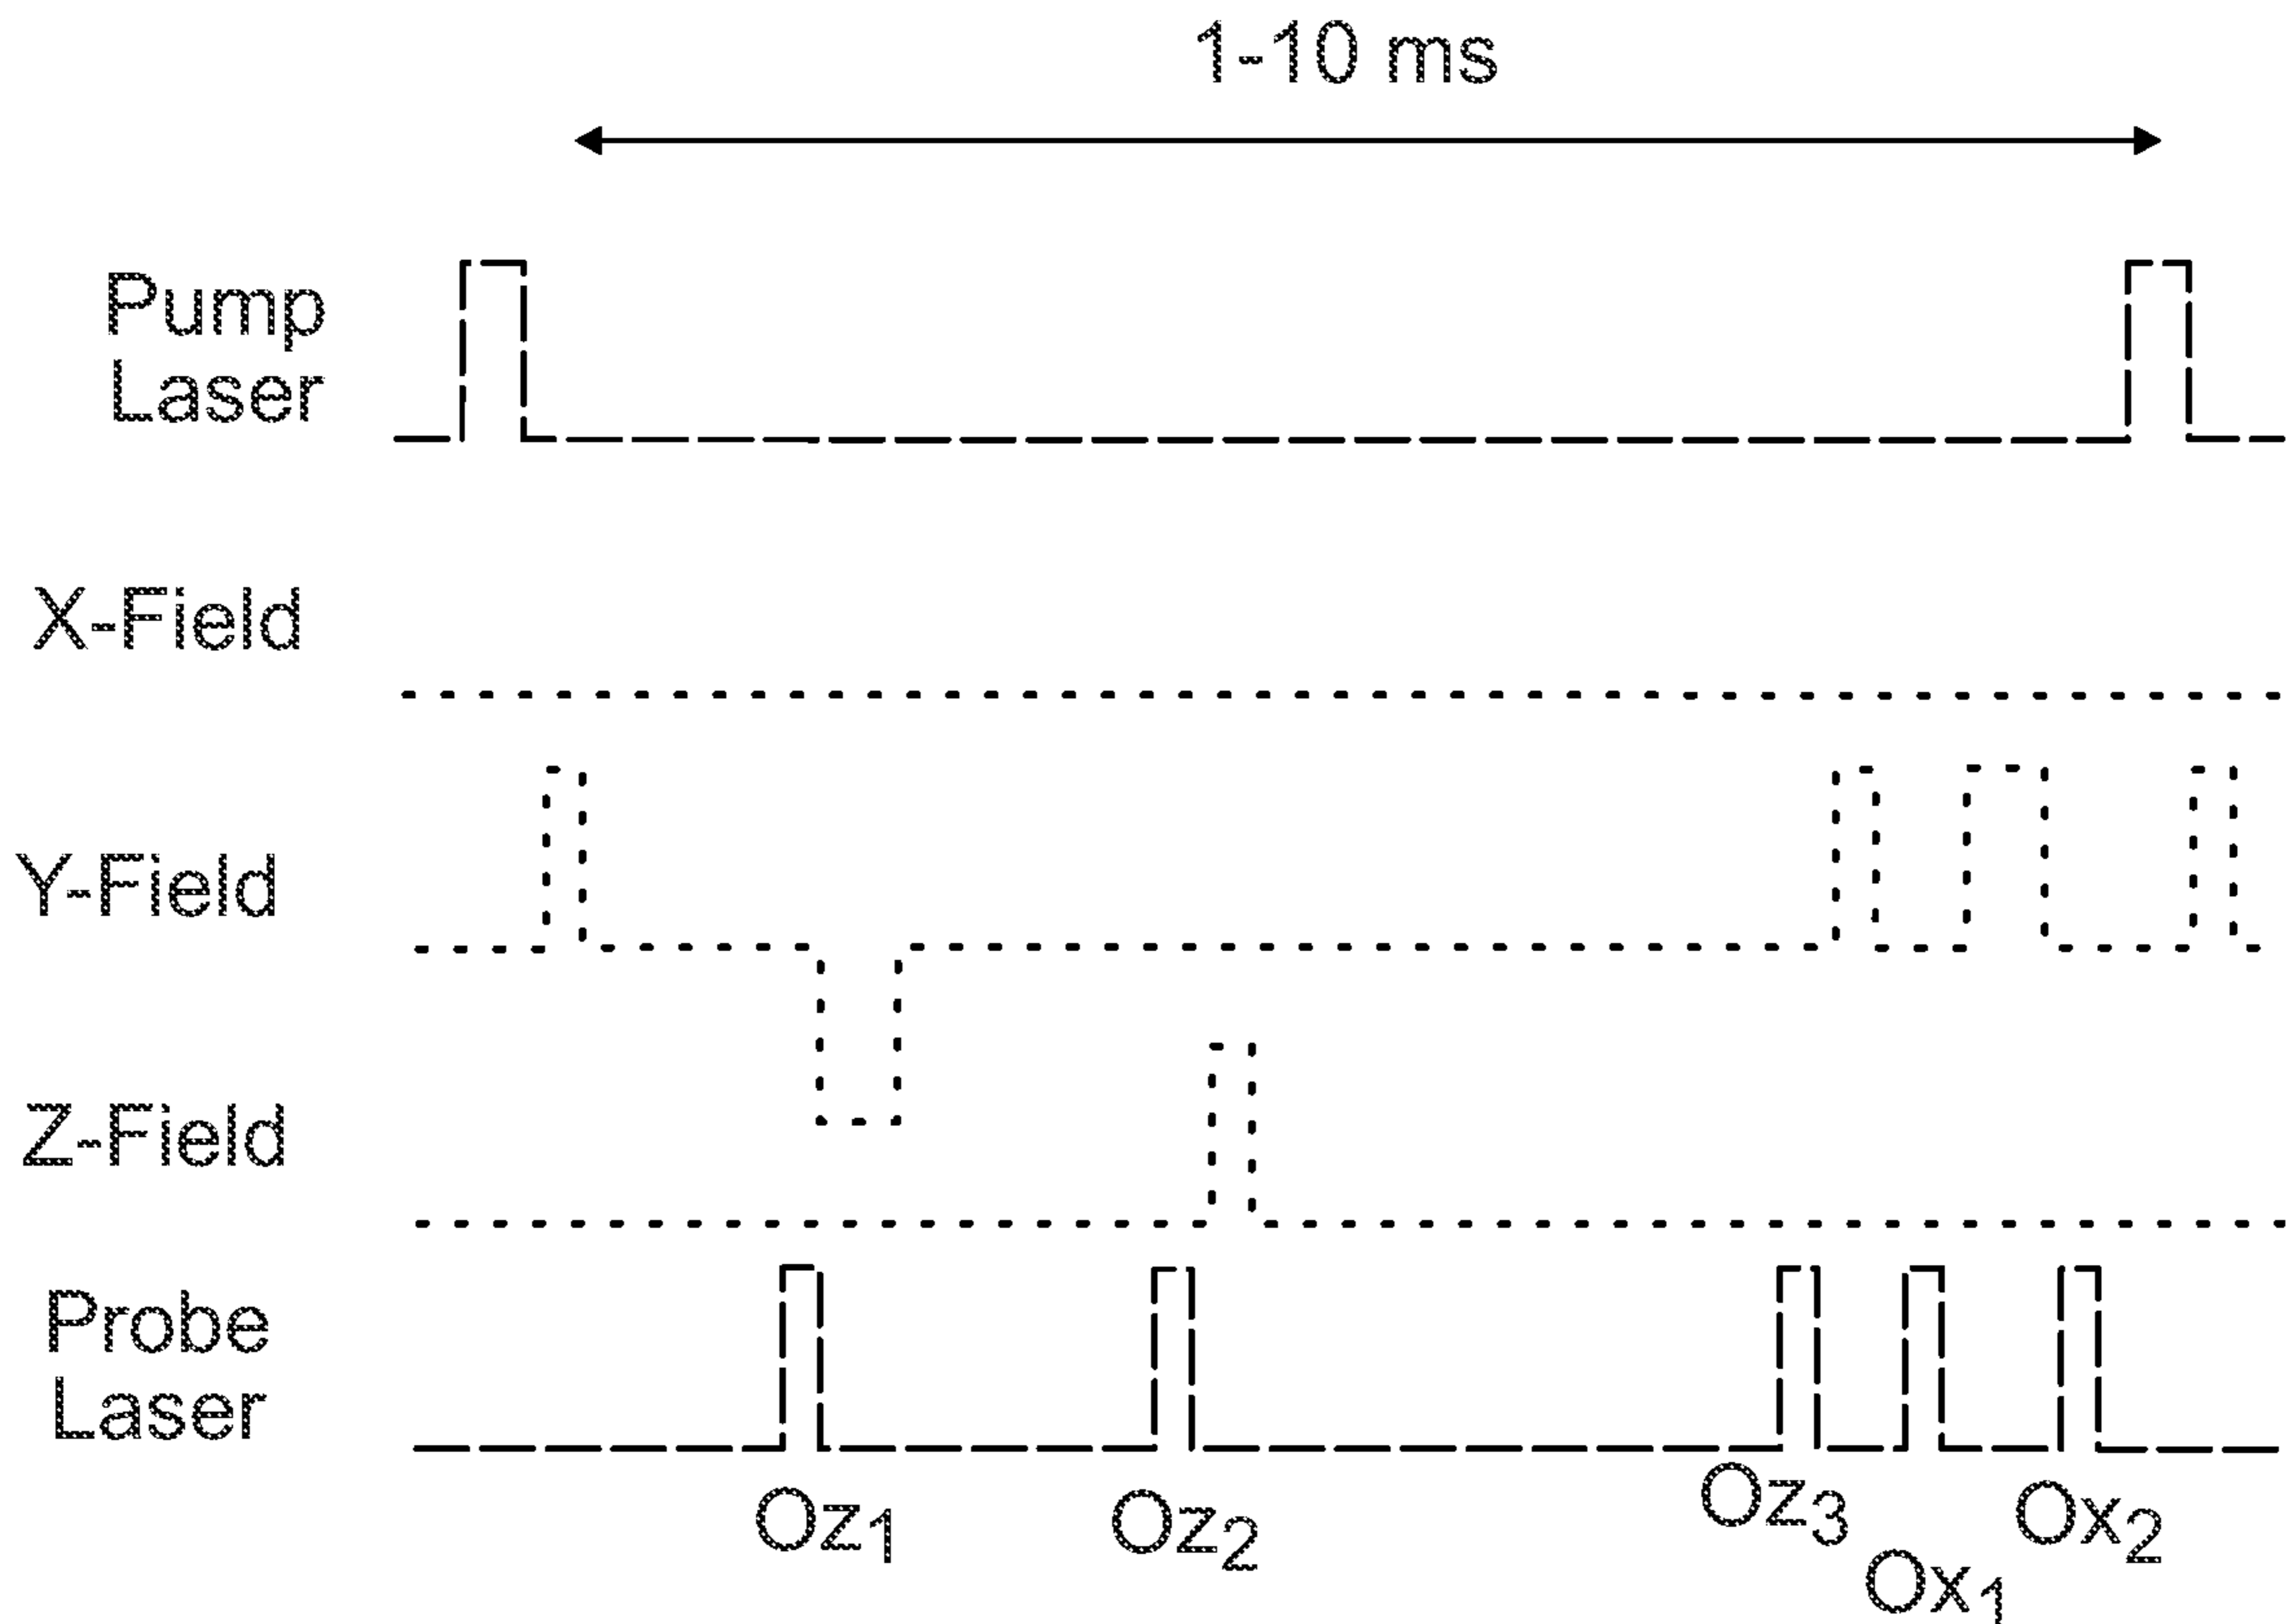 1-10 ms
Pump
Laser
X-Field
Y-Field
Z-Field
Probe
Laser
Oz1
Oz2
Oz3
Ox1
Ox2